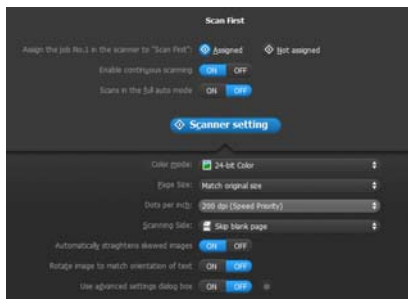 Scan First
Assign the job No.1 in the scanner to "Scan First": Assigned Not assigned
Enable continuous scanning ON OFF
Scans in the full auto mode ON OFF
Scanner setting
Color mode: 24-bit Color
Page Size: Match original size
Dots per inch: 200 dpi (Speed Priority)
Scanning Side: Skip blank page
Automatically straightens skewed images ON OFF
Rotate image to match orientation of text: ON OFF
Use advanced settings dialog box ON OFF